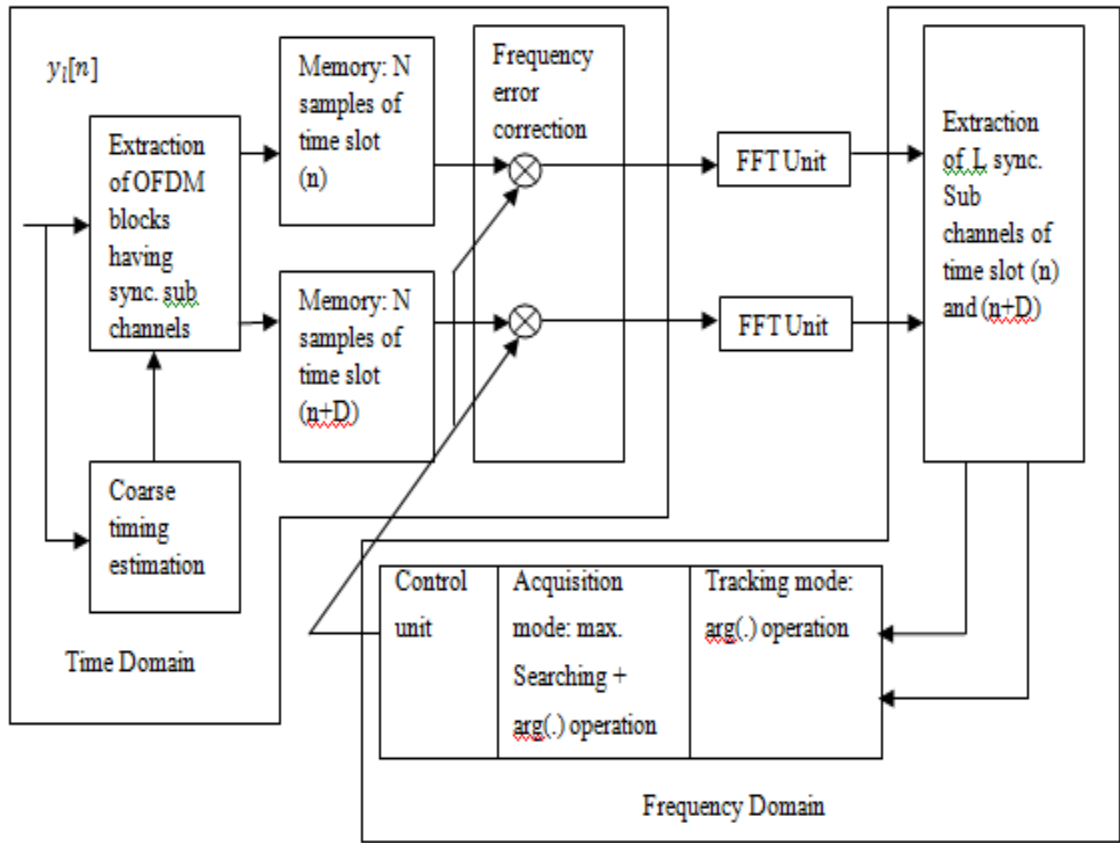 y_l[n]
Extraction
of OFDM
blocks
having
sync. sub
channels
Memory: N
samples of
time slot
(n)
Memory: N
samples of
time slot
(n+D)
Frequency
error
correction
FFT Unit
FFT Unit
Extraction
of L sync.
Sub
channels of
time slot (n)
and (n+D)
Coarse
timing
estimation
Time Domain
Control
unit
Acquisition
mode: max.
Searching +
arg(.) operation
Tracking mode:
arg(.) operation
Frequency Domain